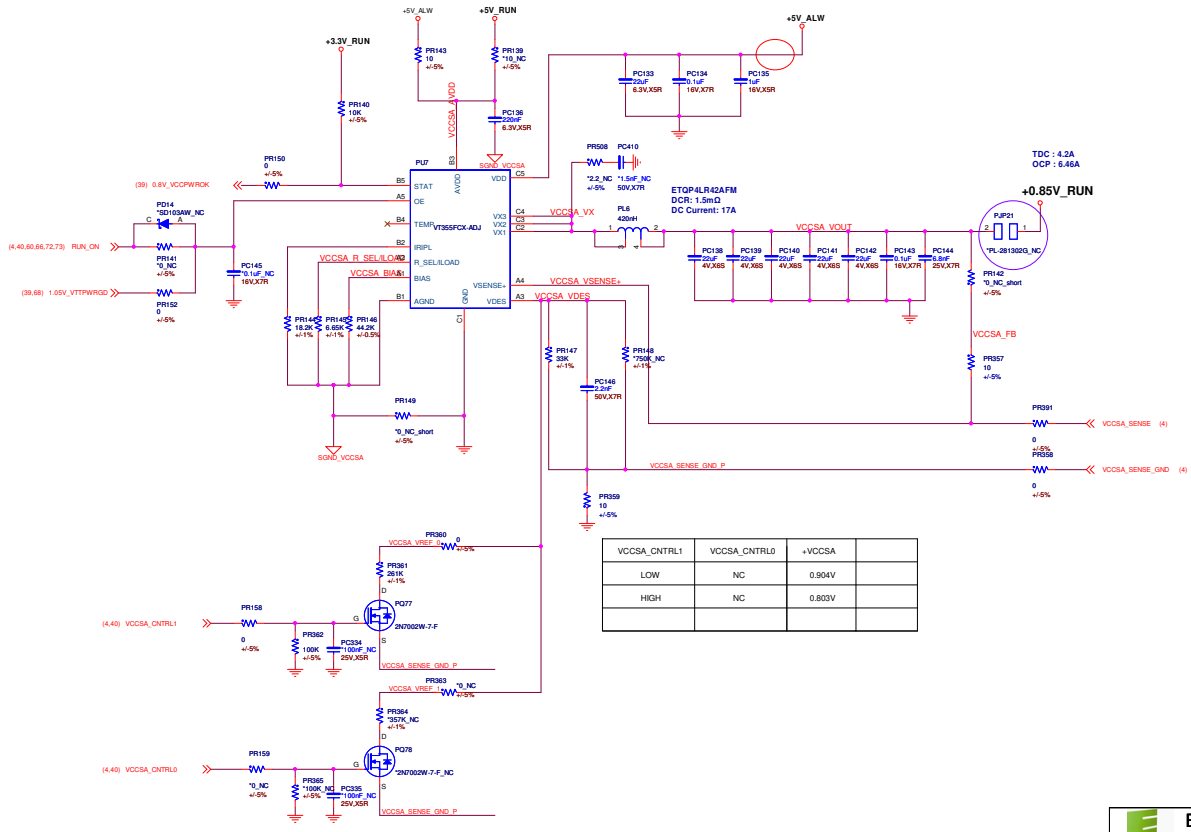 +5V_ALW
+5V_RUN
+5V_ALW
+3.3V_RUN
PR143
10
+/-5%
PR139
*10_NC
+/-5%
PC133
22uF
6.3V,X5R
PC134
0.1uF
16V,X7R
PC135
1uF
16V,X5R
PR140
10K
+/-5%
VCCSA_AVDD
PC136
220nF
6.3V,X5R
SGND_VCCSA
PR508
*2.2_NC
+/-5%
PC410
*1.5nF_NC
50V,X7R
TDC : 4.2A
OCP : 6.46A
+0.85V_RUN
PR150
0
+/-5%
(39) 0.8V_VCCPWROK
PU7
VT355FCX-ADJ
B3
AVDD
B5
STAT
A5
OE
B4
TEMP
B2
IRIPL
A2
R_SEL/ILOAD
A1
BIAS
B1
AGND
C1
GND
VDD
C5
VX3
C4
VX2
C3
VX1
C2
VSENSE+
A4
VDES
A3
ETQP4LR42AFM
DCR: 1.5mΩ
DC Current: 17A
VCCSA_VX
PL6
420nH
1
2
3
4
VCCSA_VOUT
PJP21
2
1
*PL-281302G_NC
PD14
*SD103AW_NC
C
A
(4,40,60,66,72,73) RUN_ON
PR141
*0_NC
+/-5%
PC145
*0.1uF_NC
16V,X7R
(39,68) 1.05V_VTTPWRGD
PR152
0
+/-5%
VCCSA_R_SEL/ILOAD
VCCSA_BIAS
PR144
18.2K
+/-1%
PR145
6.65K
+/-1%
PR146
44.2K
+/-0.5%
PC138
22uF
4V,X6S
PC139
22uF
4V,X6S
PC140
22uF
4V,X6S
PC141
22uF
4V,X6S
PC142
22uF
4V,X6S
PC143
0.1uF
16V,X7R
PC144
6.8nF
25V,X7R
PR142
*0_NC_short
+/-5%
VCCSA_VSENSE+
VCCSA_VDES
VCCSA_FB
PR147
33K
+/-1%
PC146
2.2nF
50V,X7R
PR148
*750K_NC
+/-1%
PR357
10
+/-5%
PR149
*0_NC_short
+/-5%
SGND_VCCSA
PR391
0
+/-5%
VCCSA_SENSE (4)
PR358
0
+/-5%
VCCSA_SENSE_GND (4)
VCCSA_SENSE_GND_P
PR359
10
+/-5%
VCCSA_CNTRL1 VCCSA_CNTRL0 +VCCSA
LOW NC 0.904V
HIGH NC 0.803V
PR360
0
+/-5%
VCCSA_VREF_0
PR361
261K
+/-1%
D
PQ77
G
2N7002W-7-F
S
(4,40) VCCSA_CNTRL1
PR158
0
+/-5%
PR362
100K
+/-5%
PC334
*100nF_NC
25V,X5R
VCCSA_SENSE_GND_P
PR363
*0_NC
+/-5%
VCCSA_VREF_1
PR364
*357K_NC
+/-1%
D
PQ78
G
*2N7002W-7-F_NC
S
(4,40) VCCSA_CNTRL0
PR159
*0_NC
+/-5%
PR365
*100K_NC
+/-5%
PC335
*100nF_NC
25V,X5R
VCCSA_SENSE_GND_P